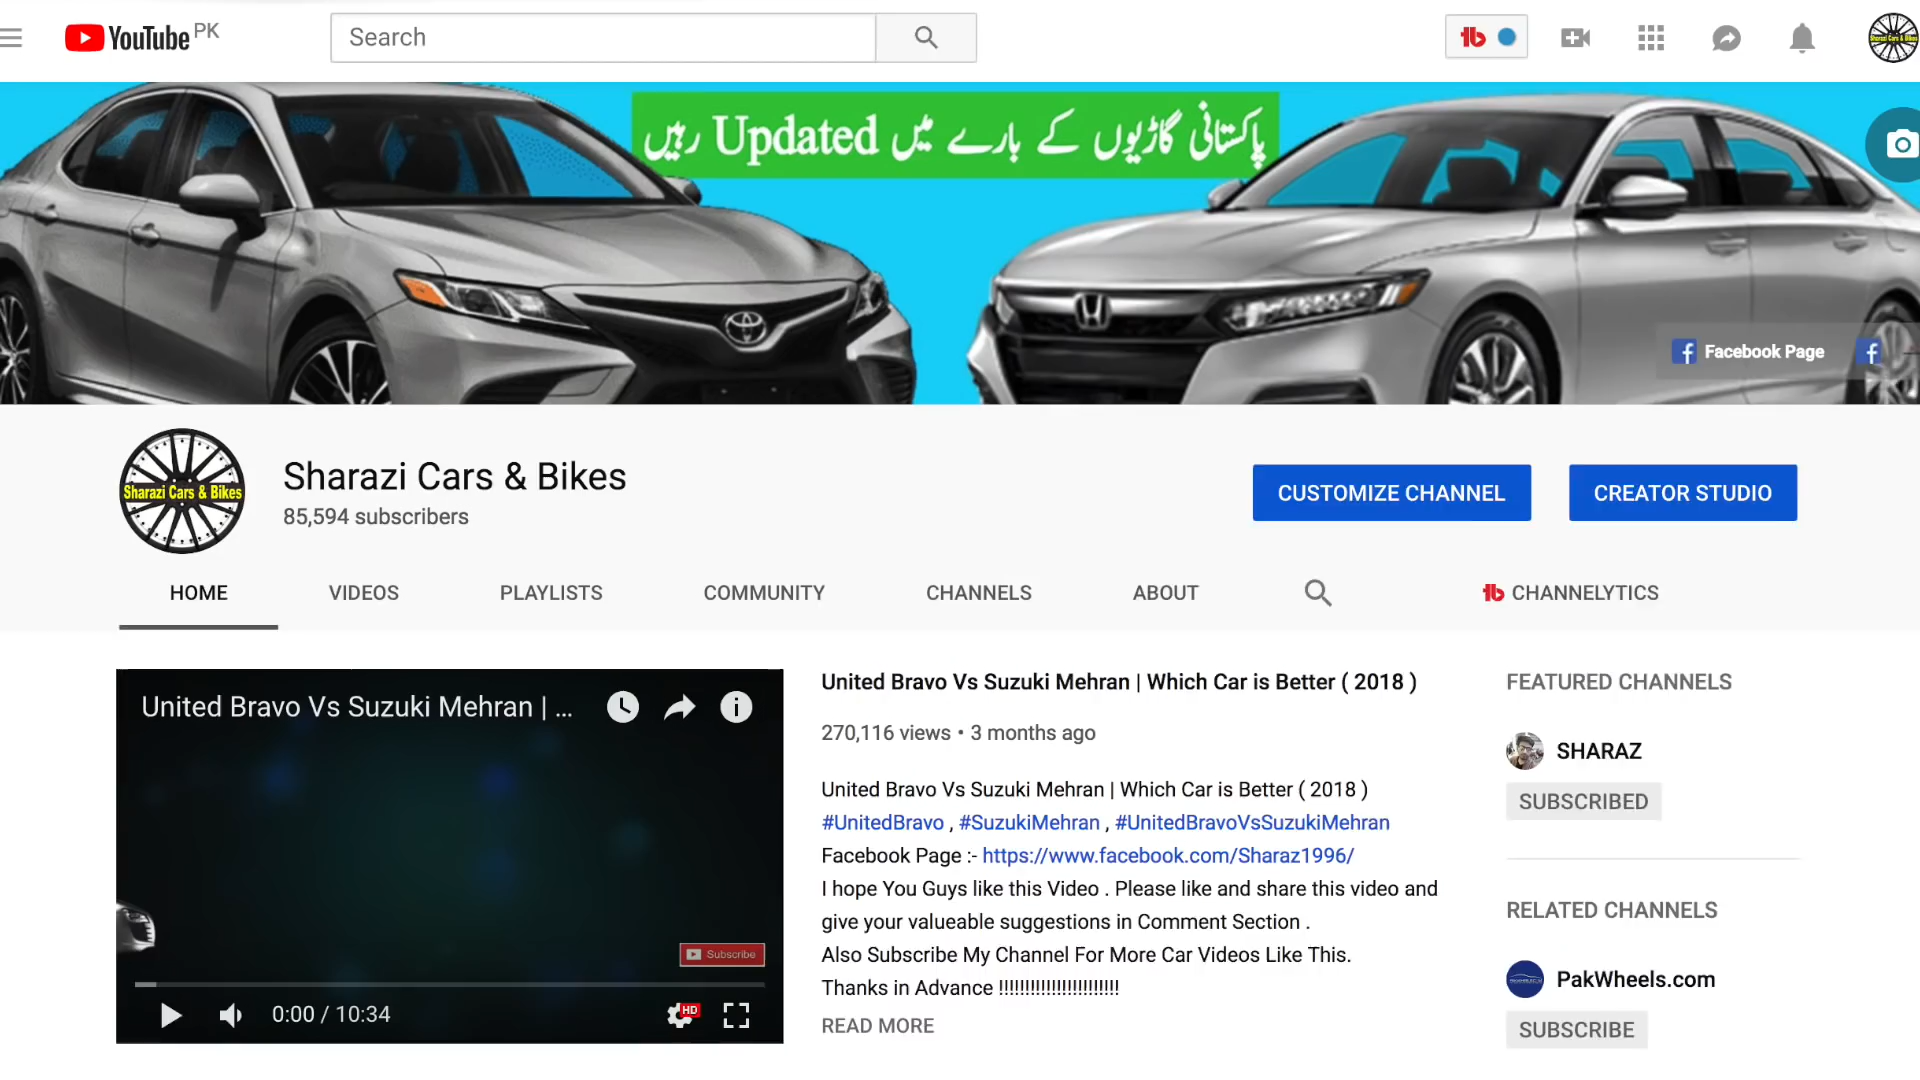 YouTube PK
Search
پاکستانی گاڑیوں کے بارے میں Updated رہیں
Facebook Page
Sharazi Cars & Bikes
Sharazi Cars & Bikes
85,594 subscribers
CUSTOMIZE CHANNEL
CREATOR STUDIO
HOME
VIDEOS
PLAYLISTS
COMMUNITY
CHANNELS
ABOUT
CHANNELYTICS
United Bravo Vs Suzuki Mehran | ...
Subscribe
0:00 / 10:34
HD
United Bravo Vs Suzuki Mehran | Which Car is Better ( 2018 )
270,116 views • 3 months ago
United Bravo Vs Suzuki Mehran | Which Car is Better ( 2018 )
#UnitedBravo , #SuzukiMehran , #UnitedBravoVsSuzukiMehran
Facebook Page :- https://www.facebook.com/Sharaz1996/
I hope You Guys like this Video . Please like and share this video and
give your valueable suggestions in Comment Section .
Also Subscribe My Channel For More Car Videos Like This.
Thanks in Advance !!!!!!!!!!!!!!!!!!!!!!!
READ MORE
FEATURED CHANNELS
SHARAZ
SUBSCRIBED
RELATED CHANNELS
PakWheels.com
SUBSCRIBE